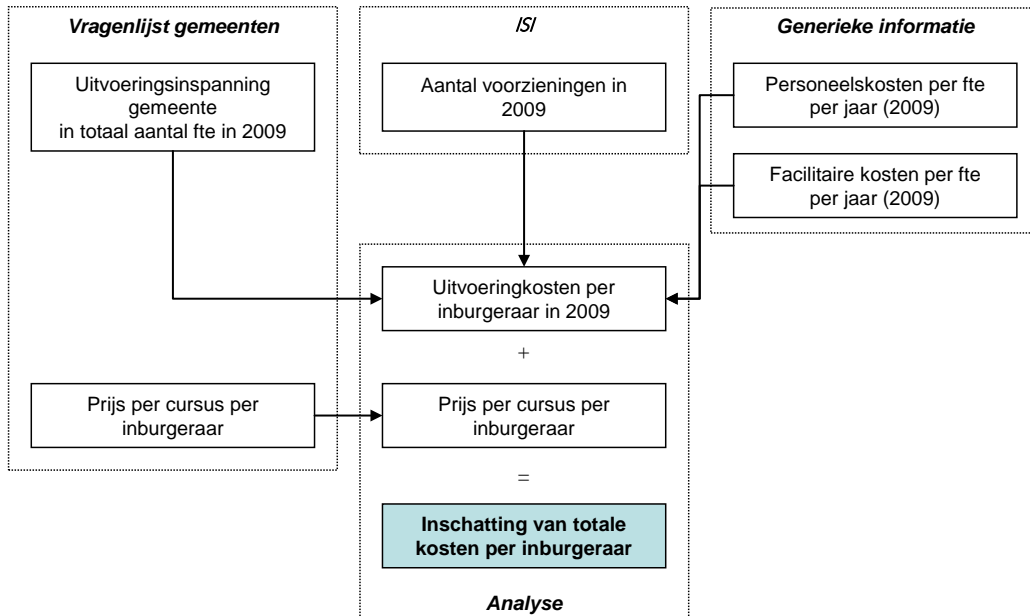 Vragenlijst gemeenten
Uitvoeringsinspanning
gemeente
in totaal aantal fte in 2009
Prijs per cursus per
inburgeraar
ISI
Aantal voorzieningen in
2009
Generieke informatie
Personeelskosten per fte
per jaar (2009)
Facilitaire kosten per fte
per jaar (2009)
Uitvoeringkosten per
inburgeraar in 2009
+
Prijs per cursus per
inburgeraar
=
Inschatting van totale
kosten per inburgeraar
Analyse